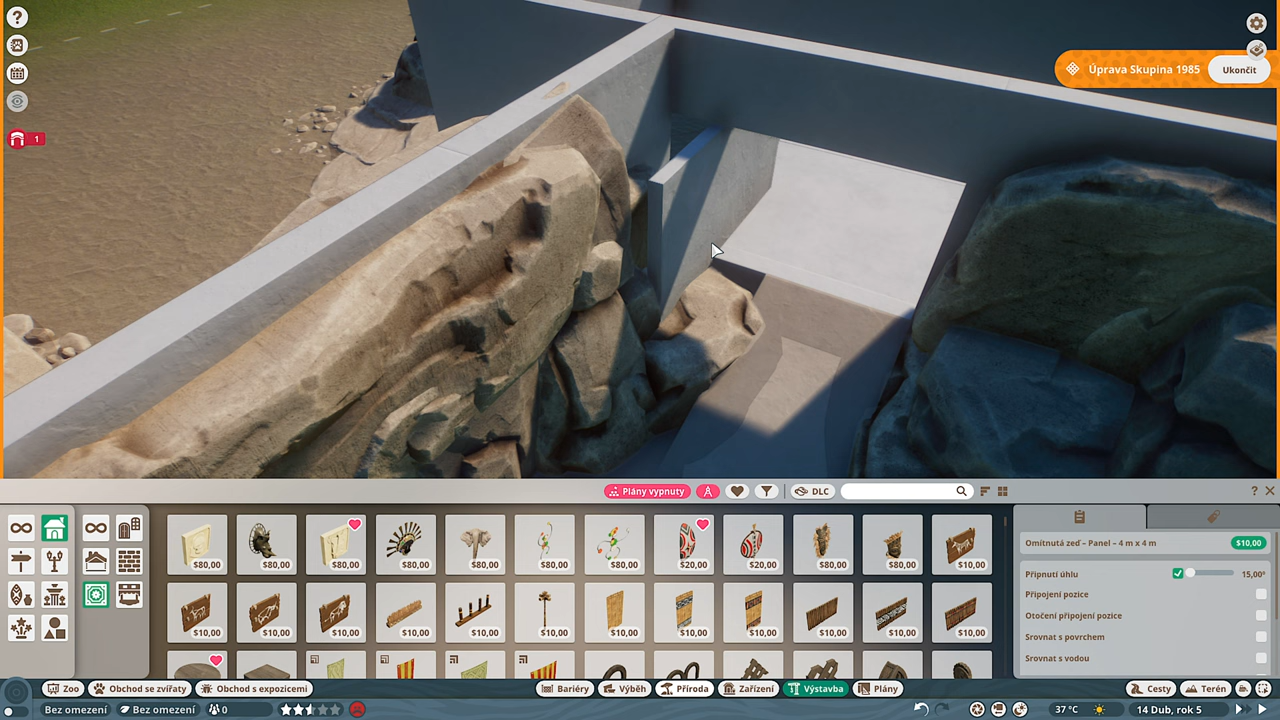 ?
Úprava Skupina 1985
Ukončit
1
Plány vypnuty
DLC
? ×
$80,00 $80,00 $80,00 $80,00 $80,00 $80,00 $80,00 $20,00 $20,00 $80,00 $80,00 $10,00
$10,00 $10,00 $10,00 $10,00 $10,00 $10,00 $10,00 $10,00 $10,00 $10,00 $10,00 $10,00
Omítnutá zeď – Panel – 4 m x 4 m $10,00
Připnutí úhlu 15,00°
Připojení pozice
Otočení připojení pozice
Srovnat s povrchem
Srovnat s vodou
Zoo Obchod se zvířaty Obchod s expozicemi Bariéry Výběh Příroda Zařízení Výstavba Plány Cesty Terén
Bez omezení Bez omezení 0 37 °C 14 Dub, rok 5